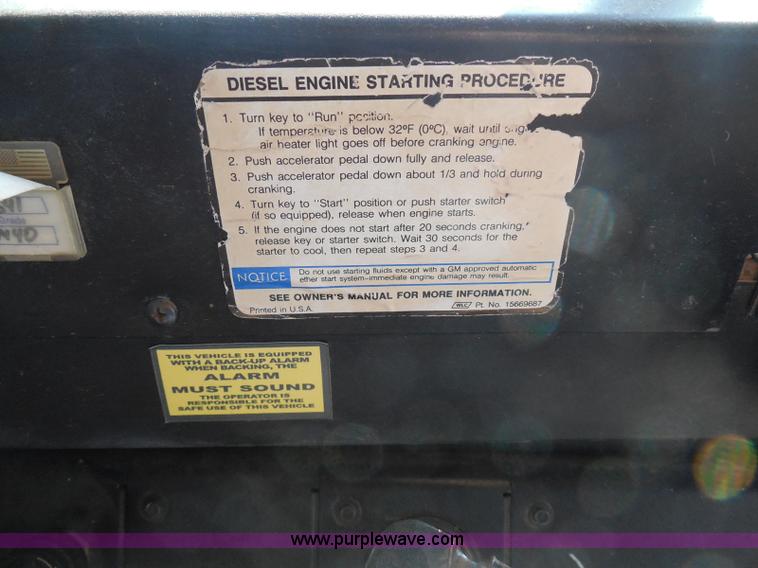 DIESEL ENGINE STARTING PROCEDURE
1. Turn key to "Run" position.
If temperature is below 32°F (0°C), wait until
air heater light goes off before cranking engine.
2. Push accelerator pedal down fully and release.
3. Push accelerator pedal down about 1/3 and hold during
cranking.
4. Turn key to "Start" position or push starter switch
(if so equipped), release when engine starts.
5. If the engine does not start after 20 seconds cranking,
release key or starter switch. Wait 30 seconds for the
starter to cool, then repeat steps 3 and 4.
NOTICE
Do not use starting fluids except with a GM approved automatic
ether start system-immediate engine damage may result.
SEE OWNER'S MANUAL FOR MORE INFORMATION.
Printed in U.S.A. Pt. No. 15669687
THIS VEHICLE IS EQUIPPED
WITH A BACK-UP ALARM
WHEN BACKING, THE
ALARM
MUST SOUND
THE OPERATOR IS
RESPONSIBLE FOR THE
SAFE USE OF THIS VEHICLE
www.purplewave.com